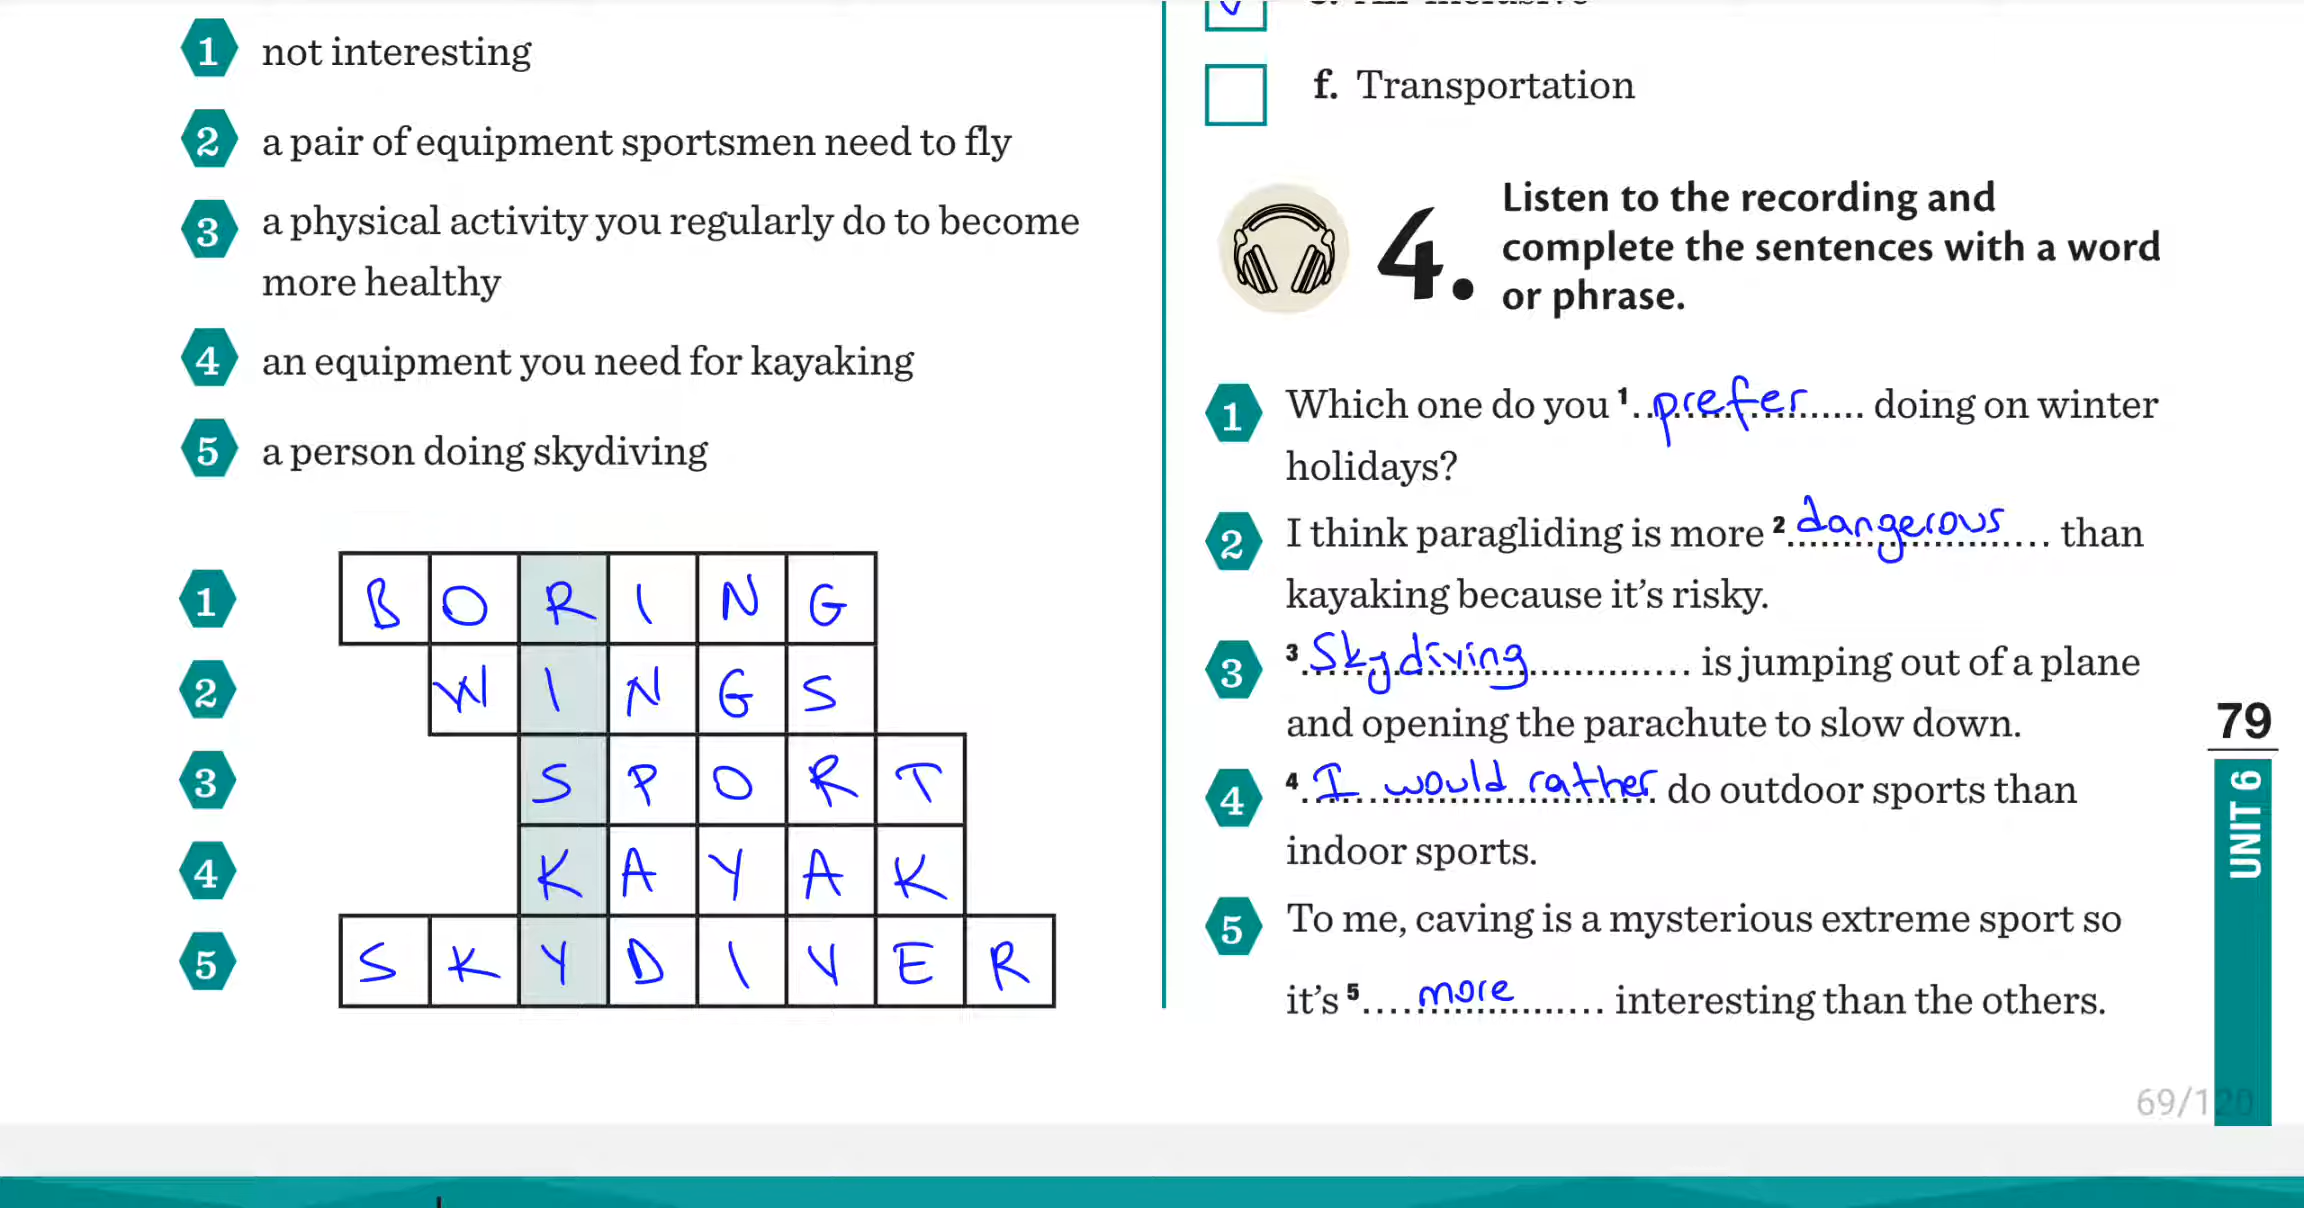 1 not interesting
2 a pair of equipment sportsmen need to fly
3 a physical activity you regularly do to become
more healthy
4 an equipment you need for kayaking
5 a person doing skydiving
1 B O R I N G
2 W I N G S
3 S P O R T
4 K A Y A K
5 S K Y D I V E R
f. Transportation
4. Listen to the recording and
complete the sentences with a word
or phrase.
1 Which one do you ¹ prefer doing on winter
holidays?
2 I think paragliding is more ² dangerous than
kayaking because it’s risky.
3 ³ Skydiving is jumping out of a plane
and opening the parachute to slow down.
4 ⁴ I would rather do outdoor sports than
indoor sports.
5 To me, caving is a mysterious extreme sport so
it’s ⁵ more interesting than the others.
79
UNIT 6
69/120